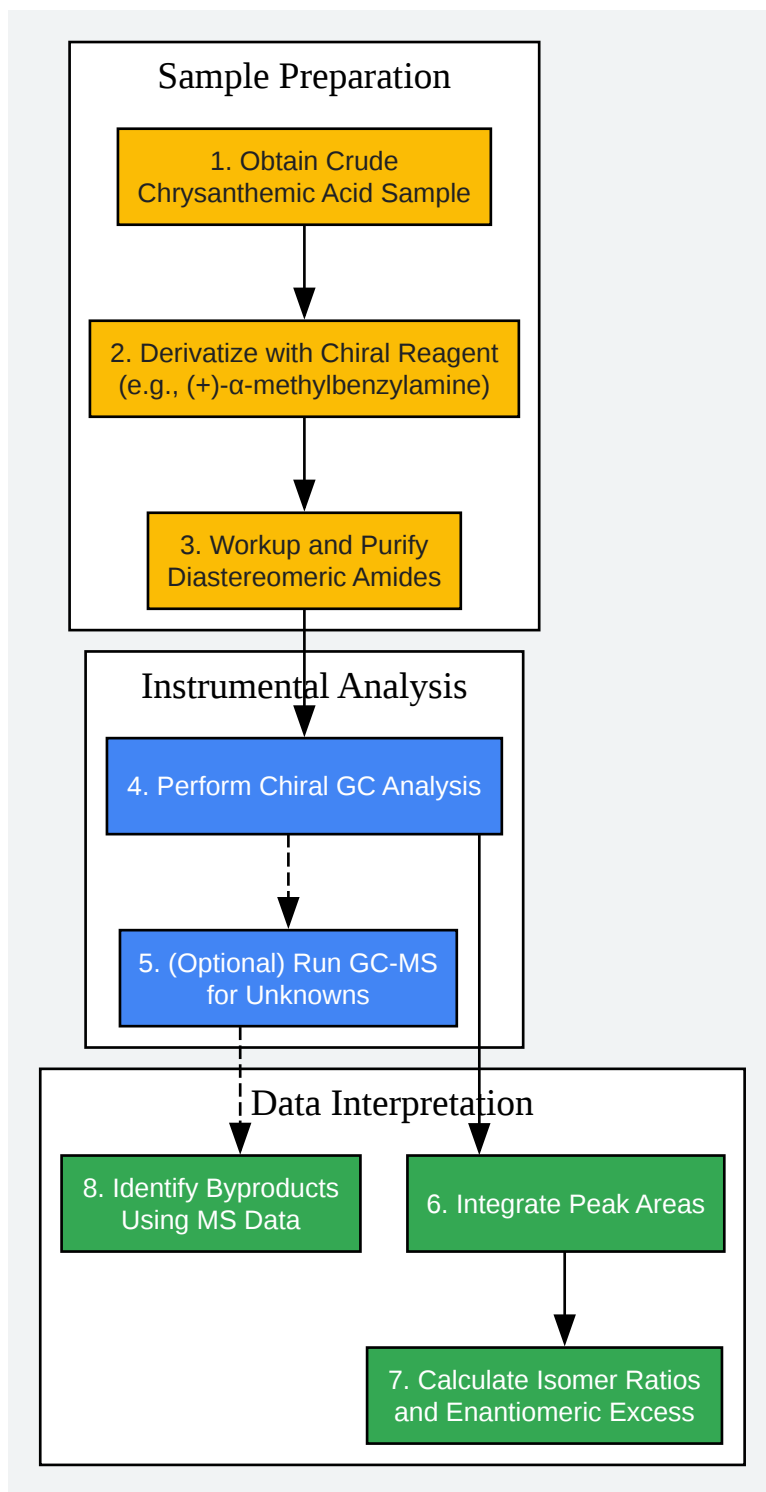 Sample Preparation
1. Obtain Crude
Chrysanthemic Acid Sample
2. Derivatize with Chiral Reagent
(e.g., (+)-α-methylbenzylamine)
3. Workup and Purify
Diastereomeric Amides
Instrumental Analysis
4. Perform Chiral GC Analysis
5. (Optional) Run GC-MS
for Unknowns
Data Interpretation
8. Identify Byproducts
Using MS Data
6. Integrate Peak Areas
7. Calculate Isomer Ratios
and Enantiomeric Excess